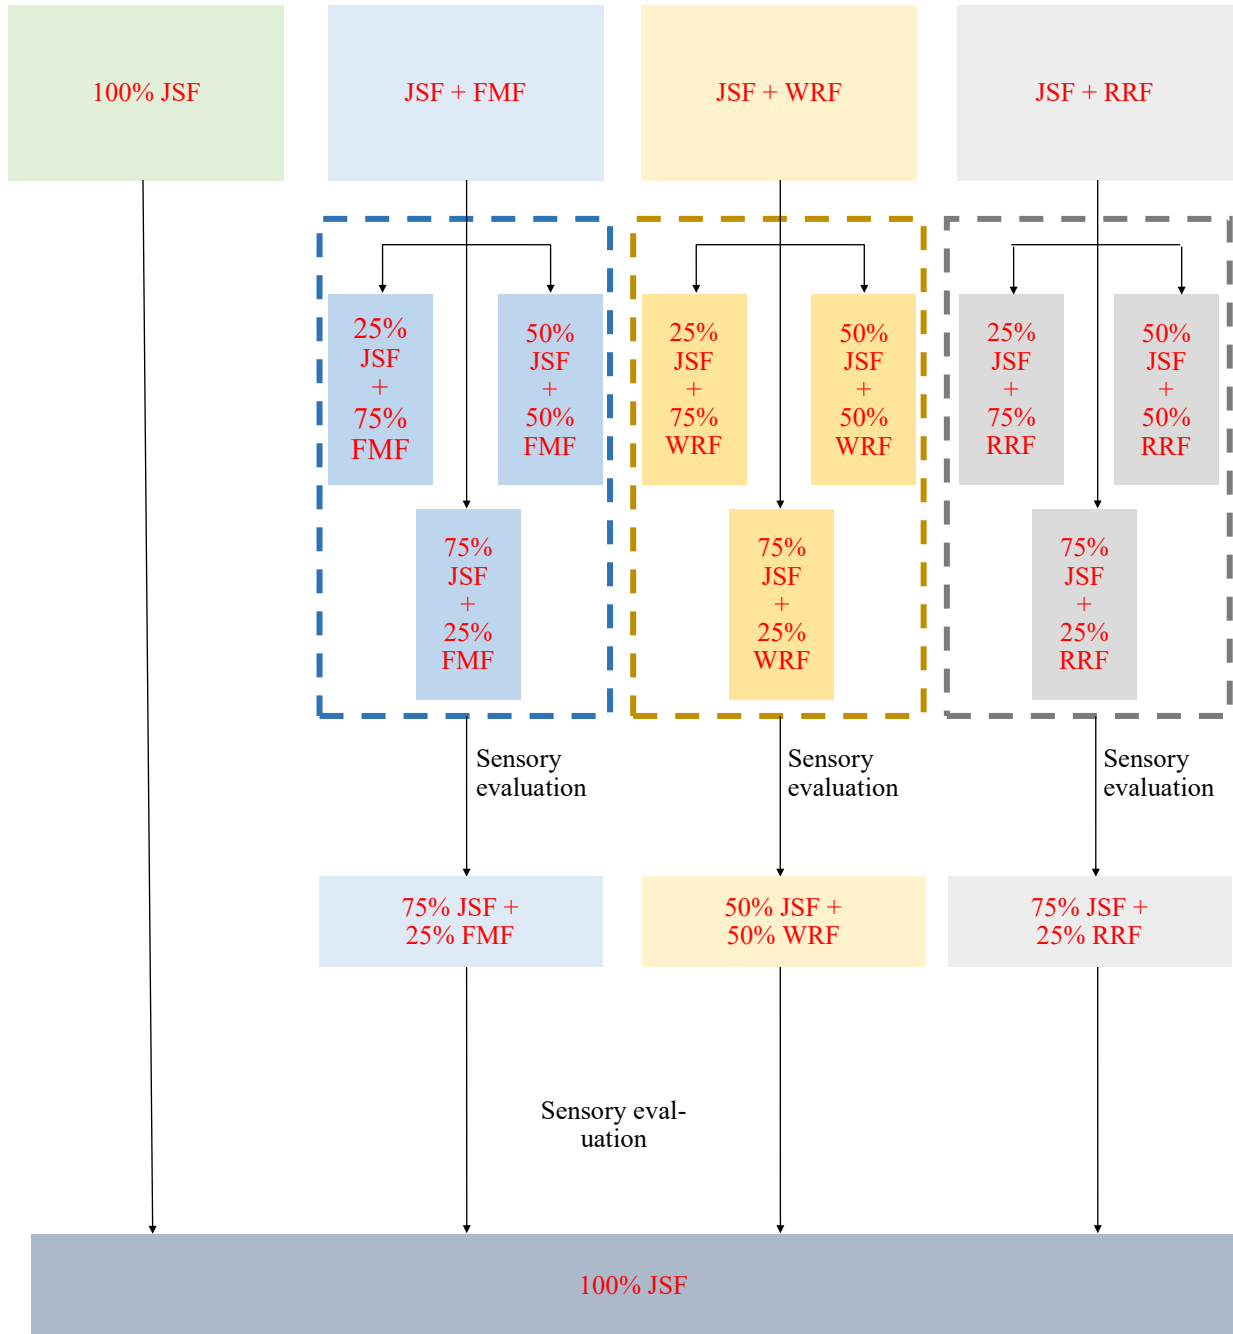 100% JSF
JSF + FMF
JSF + WRF
JSF + RRF
25%
JSF
+
75%
FMF
50%
JSF
+
50%
FMF
75%
JSF
+
25%
FMF
25%
JSF
+
75%
WRF
50%
JSF
+
50%
WRF
75%
JSF
+
25%
WRF
25%
JSF
+
75%
RRF
50%
JSF
+
50%
RRF
75%
JSF
+
25%
RRF
Sensory
evaluation
Sensory
evaluation
Sensory
evaluation
75% JSF +
25% FMF
50% JSF +
50% WRF
75% JSF +
25% RRF
Sensory eval-
uation
100% JSF